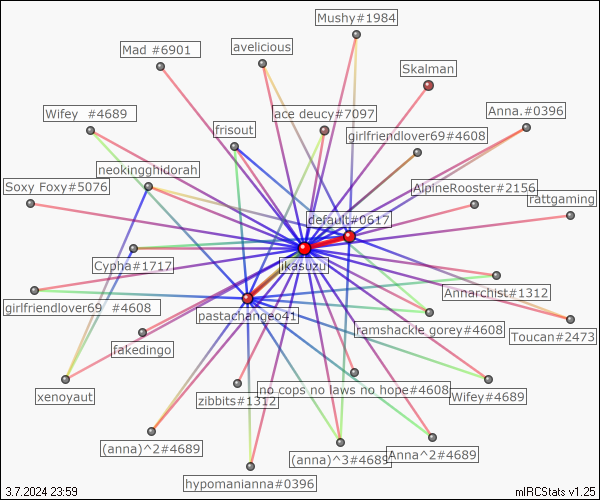 Mushy#1984
Mad #6901
avelicious
Skalman
Wifey  #4689
ace deucy#7097
Anna.#0396
frisout
girlfriendlover69#4608
neokingghidorah
Soxy Foxy#5076
AlpineRooster#2156
rattgaming
default#0617
Cypha#1717
jkasuzu
Annarchist#1312
girlfriendlover69  #4608
pastachangeo41
ramshackle gorey#4608
Toucan#2473
fakedingo
xenoyaut
zibbits#1312
no cops no laws no hope#4608
Wifey#4689
(anna)^2#4689
(anna)^3#4689
Anna^2#4689
hypomanianna#0396
3.7.2024 23:59
mIRCStats v1.25